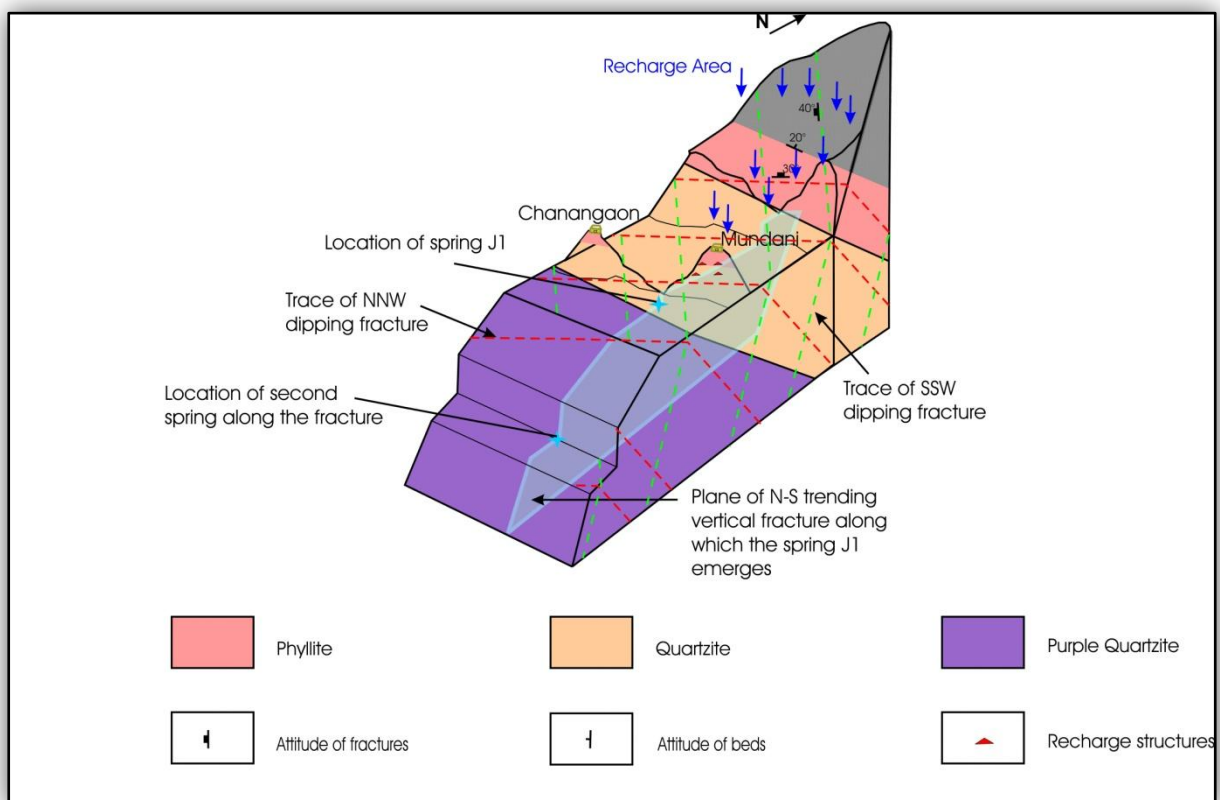 N
Recharge Area
40°
20°
30
Chanangaon
Mundani
Location of spring J1
Trace of NNW
dipping fracture
Location of second
spring along the fracture
Trace of SSW
dipping fracture
Plane of N-S trending
vertical fracture along
which the spring J1
emerges
Phyllite
Quartzite
Purple Quartzite
Attitude of fractures
Attitude of beds
Recharge structures